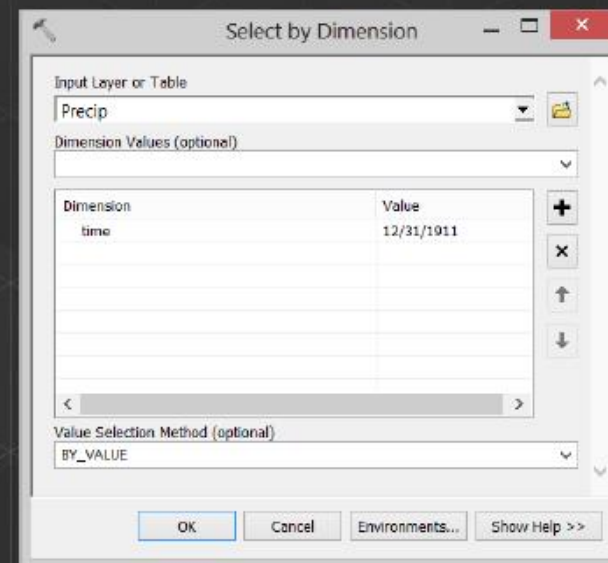 Select by Dimension
Input Layer or Table
Precip
Dimension Values (optional)
Dimension Value
time 12/31/1911
Value Selection Method (optional)
BY_VALUE
OK Cancel Environments... Show Help >>